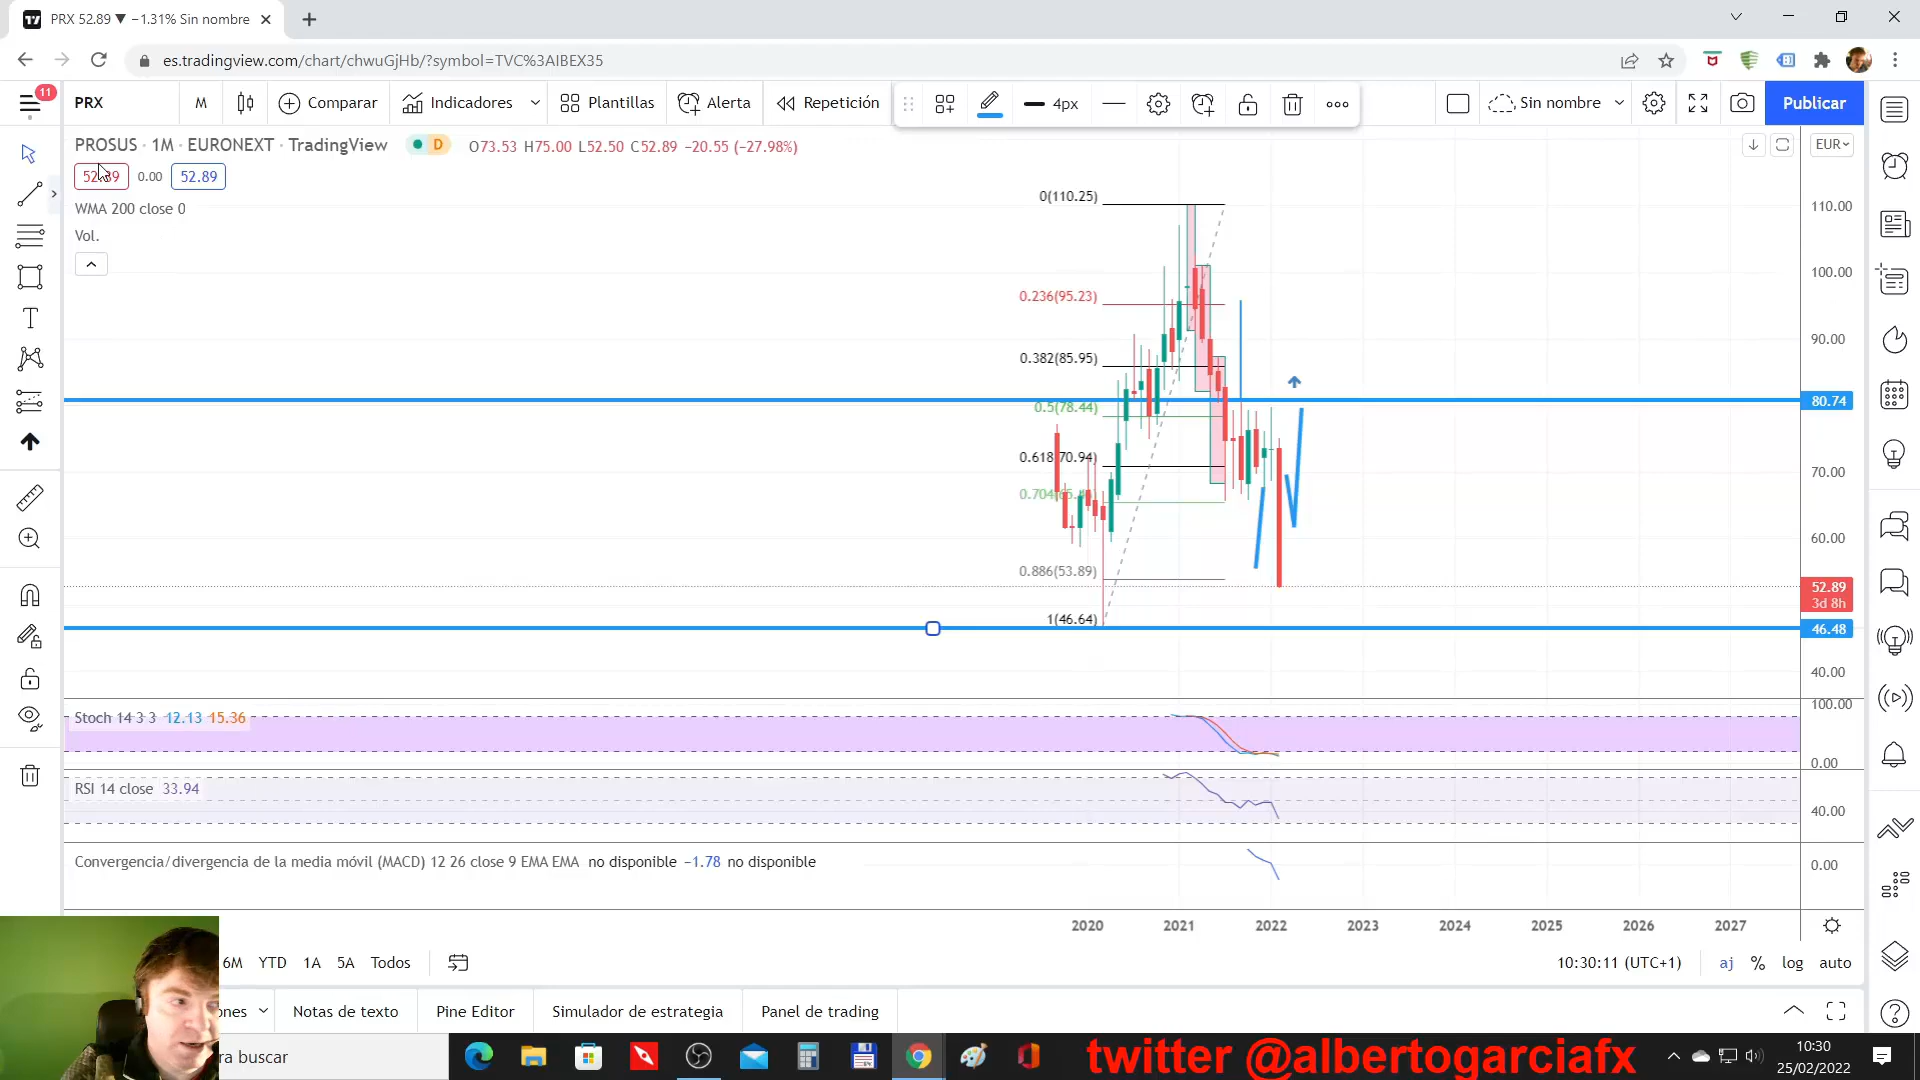 PRX 52.89 ▼ −1.31% Sin nombre
es.tradingview.com/chart/chwuGjHb/?symbol=TVC%3AIBEX35
11
PRX
M
Comparar
Indicadores
Plantillas
Alerta
Repetición
4px
Sin nombre
Publicar
PROSUS · 1M · EURONEXT · TradingView
D
O73.53 H75.00 L52.50 C52.89 −20.55 (−27.98%)
EUR
52.89
0.00
52.89
WMA 200 close 0
Vol.
0(110.25)
0.236(95.23)
0.382(85.95)
0.5(78.44)
0.618(70.94)
0.886(53.89)
1(46.64)
110.00
100.00
90.00
80.74
70.00
60.00
52.89
3d 8h
46.48
40.00
Stoch 14 3 3 12.13 15.36
100.00
0.00
RSI 14 close 33.94
40.00
Convergencia/divergencia de la media móvil (MACD) 12 26 close 9 EMA EMA no disponible −1.78 no disponible
0.00
2020 2021 2022 2023 2024 2025 2026 2027
6M YTD 1A 5A Todos
10:30:11 (UTC+1)
aj % log auto
ones
Notas de texto
Pine Editor
Simulador de estrategia
Panel de trading
ra buscar
twitter @albertogarciafx
10:30
25/02/2022